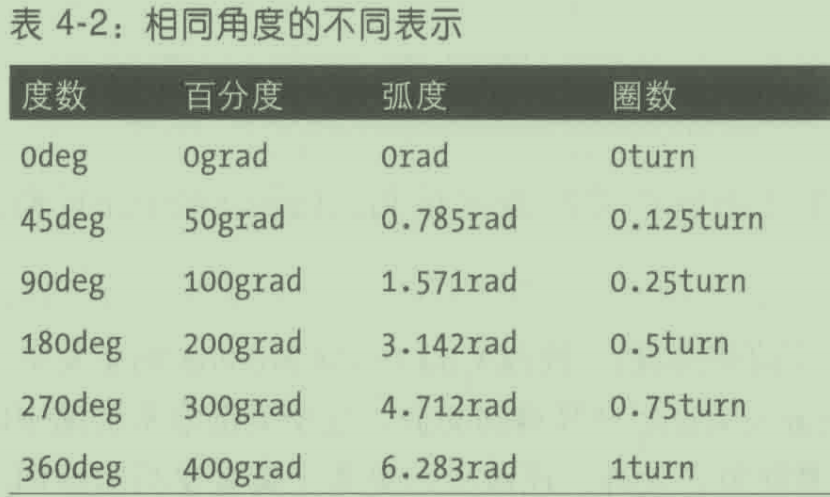 表 4-2：相同角度的不同表示
度数 百分度 弧度 圈数
0deg 0grad 0rad 0turn
45deg 50grad 0.785rad 0.125turn
90deg 100grad 1.571rad 0.25turn
180deg 200grad 3.142rad 0.5turn
270deg 300grad 4.712rad 0.75turn
360deg 400grad 6.283rad 1turn